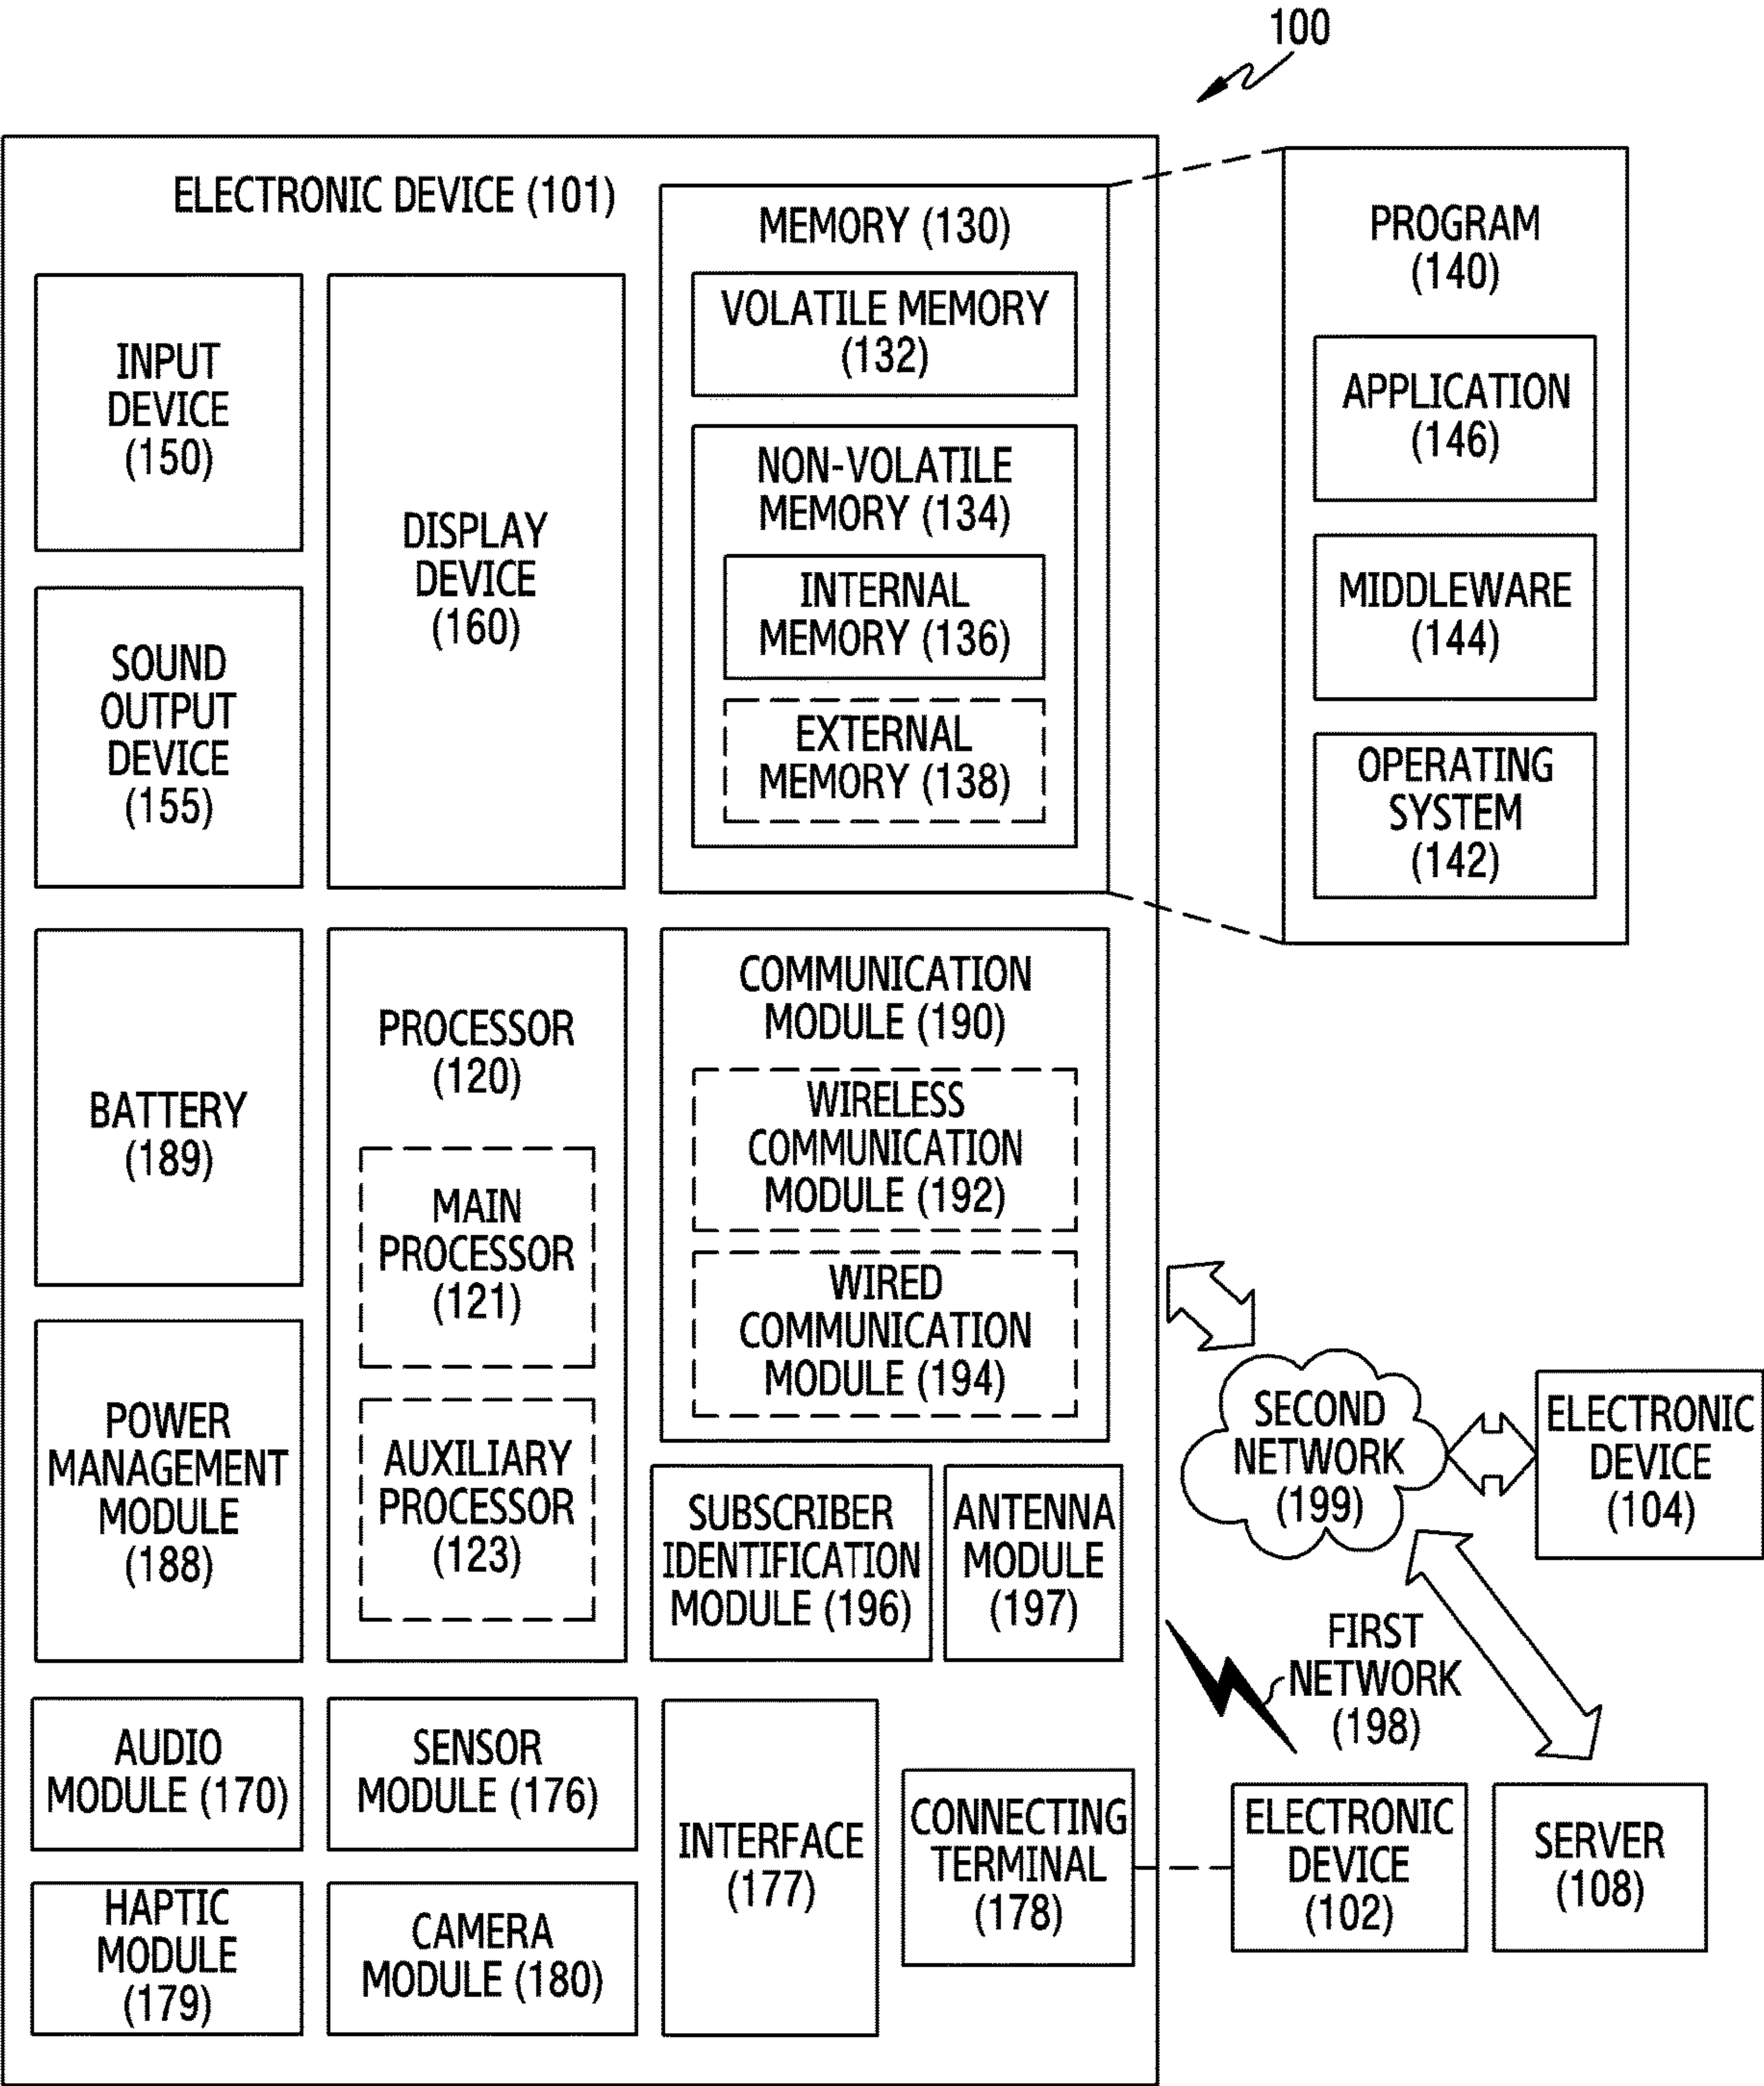 100
ELECTRONIC DEVICE (101)
INPUT
DEVICE
(150)
SOUND
OUTPUT
DEVICE
(155)
DISPLAY
DEVICE
(160)
MEMORY (130)
VOLATILE MEMORY
(132)
NON-VOLATILE
MEMORY (134)
INTERNAL
MEMORY (136)
EXTERNAL
MEMORY (138)
PROGRAM
(140)
APPLICATION
(146)
MIDDLEWARE
(144)
OPERATING
SYSTEM
(142)
BATTERY
(189)
POWER
MANAGEMENT
MODULE
(188)
PROCESSOR
(120)
MAIN
PROCESSOR
(121)
AUXILIARY
PROCESSOR
(123)
COMMUNICATION
MODULE (190)
WIRELESS
COMMUNICATION
MODULE (192)
WIRED
COMMUNICATION
MODULE (194)
SUBSCRIBER
IDENTIFICATION
MODULE (196)
ANTENNA
MODULE
(197)
SECOND
NETWORK
(199)
ELECTRONIC
DEVICE
(104)
FIRST
NETWORK
(198)
AUDIO
MODULE (170)
SENSOR
MODULE (176)
HAPTIC
MODULE
(179)
CAMERA
MODULE (180)
INTERFACE
(177)
CONNECTING
TERMINAL
(178)
ELECTRONIC
DEVICE
(102)
SERVER
(108)